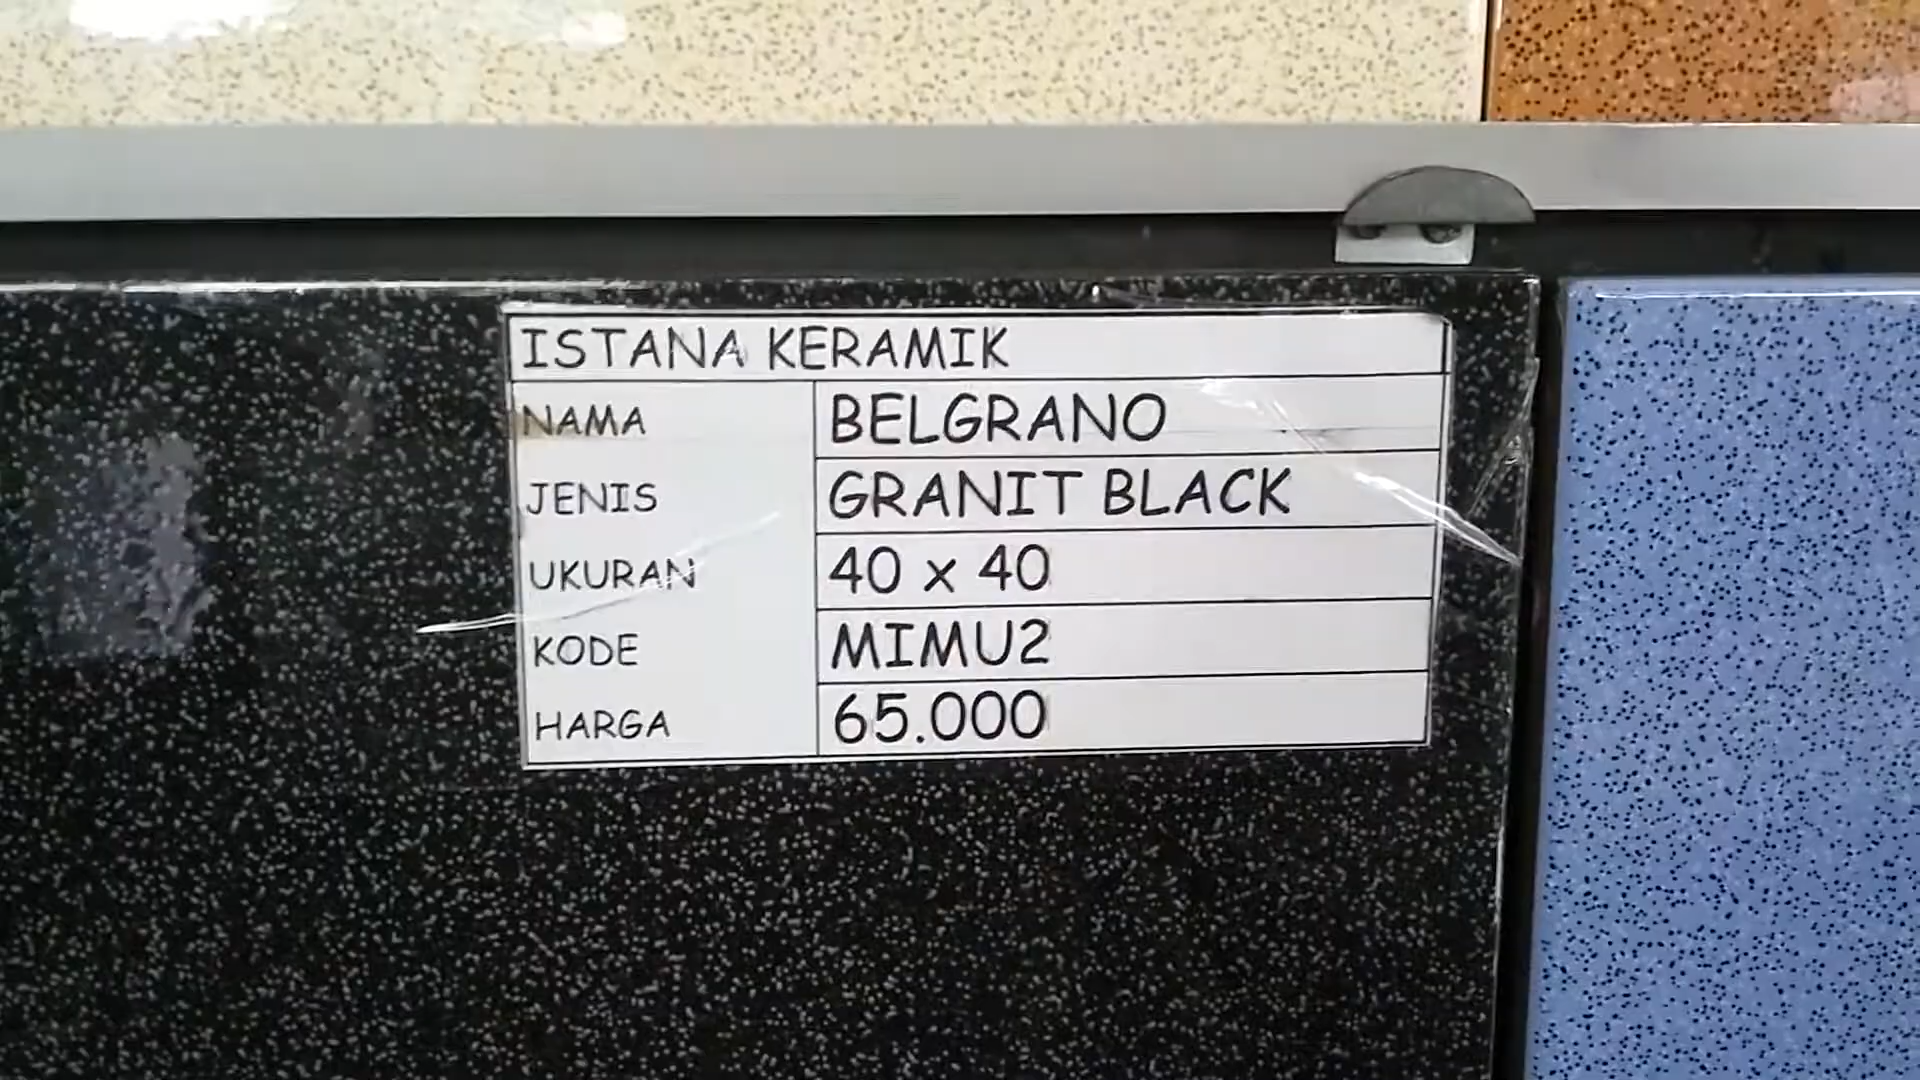 ISTANA KERAMIK
NAMA BELGRANO
JENIS GRANIT BLACK
UKURAN 40 x 40
KODE MIMU2
HARGA 65.000